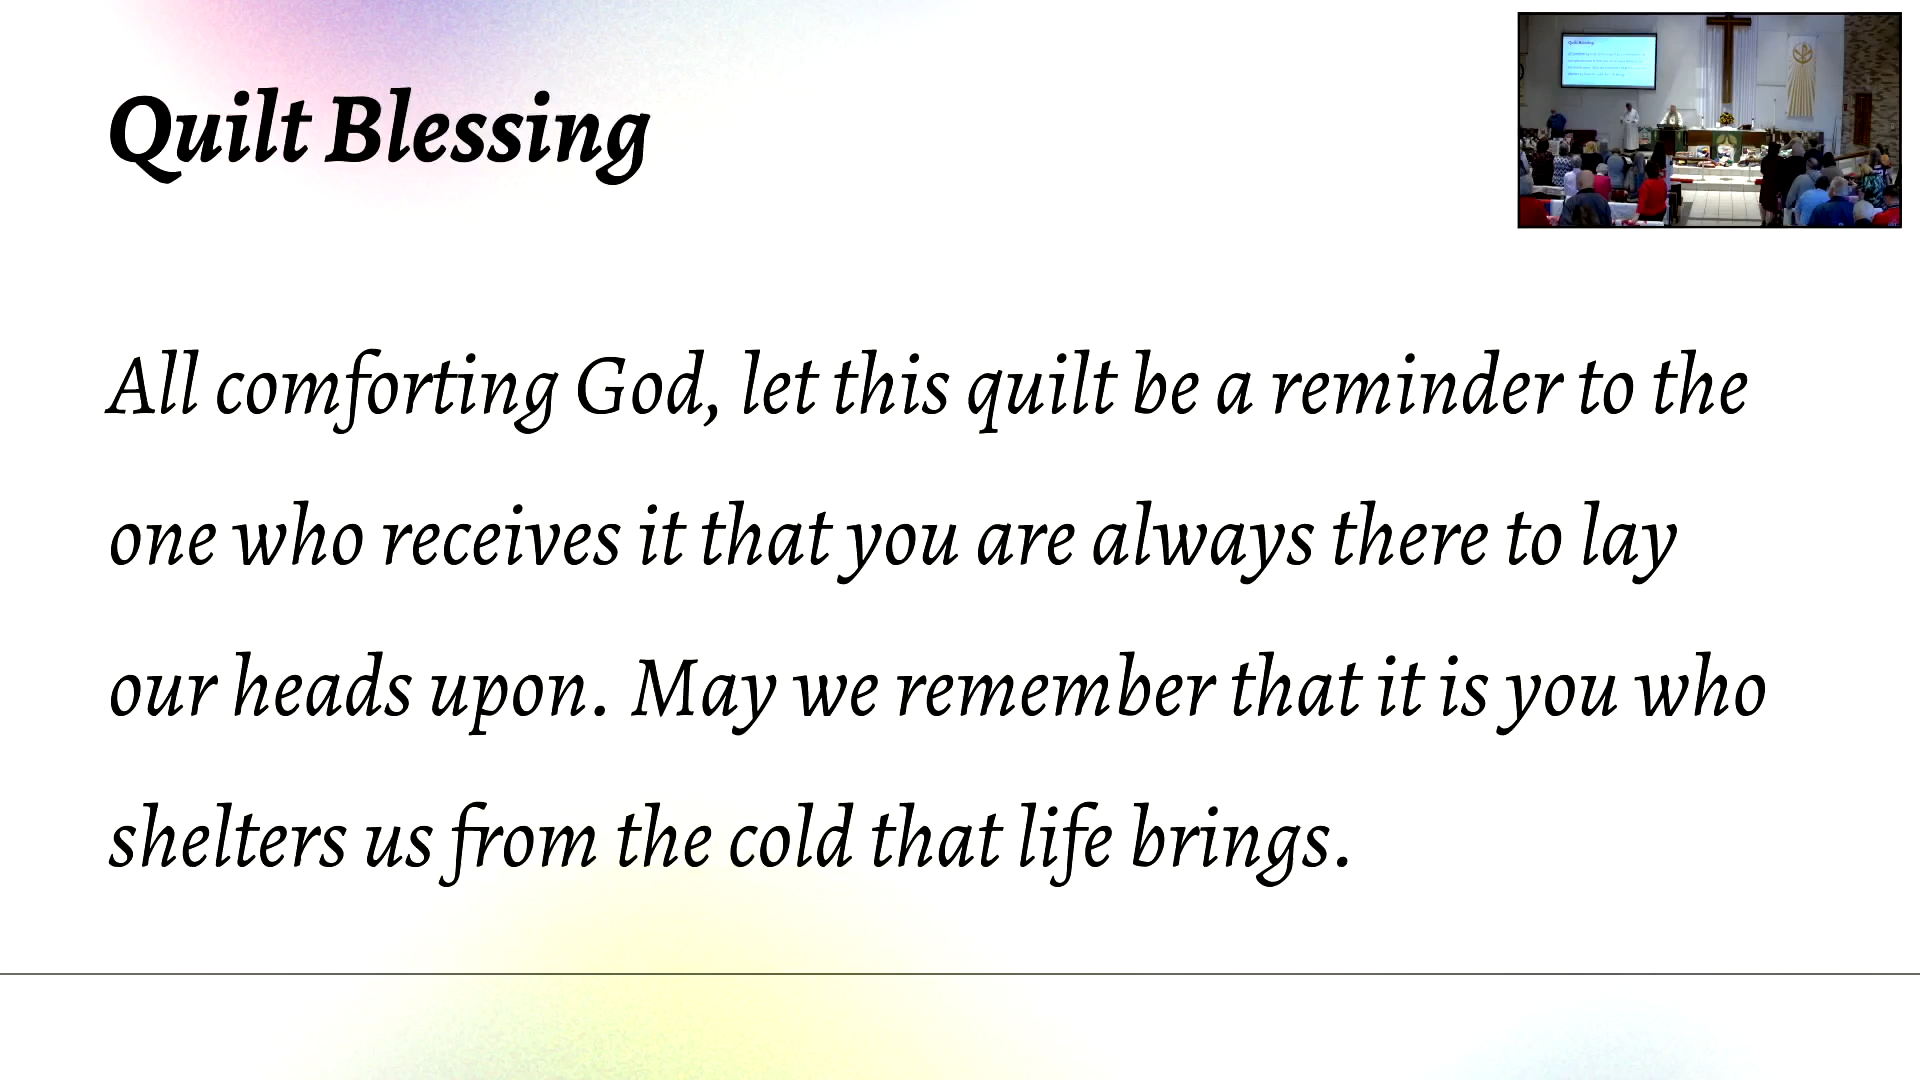 Quilt Blessing
All comforting God, let this quilt be a reminder to the
one who receives it that you are always there to lay
our heads upon. May we remember that it is you who
shelters us from the cold that life brings.